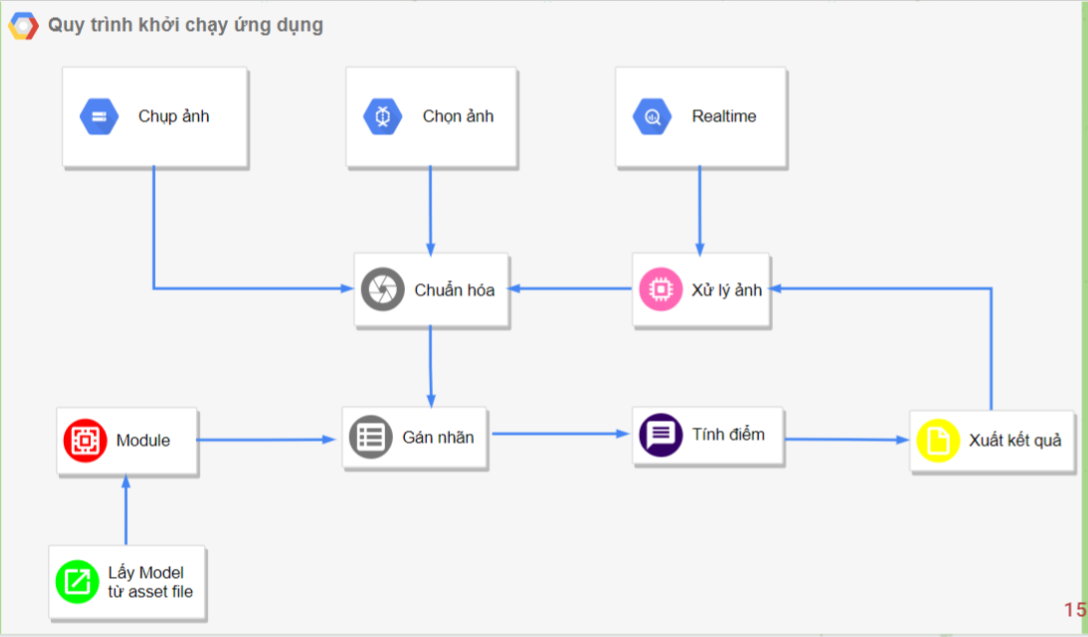 Quy trình khởi chạy ứng dụng
Chụp ảnh
Chọn ảnh
Realtime
Chuẩn hóa
Xử lý ảnh
Module
Gán nhãn
Tính điểm
Xuất kết quả
Lấy Model
từ asset file
15